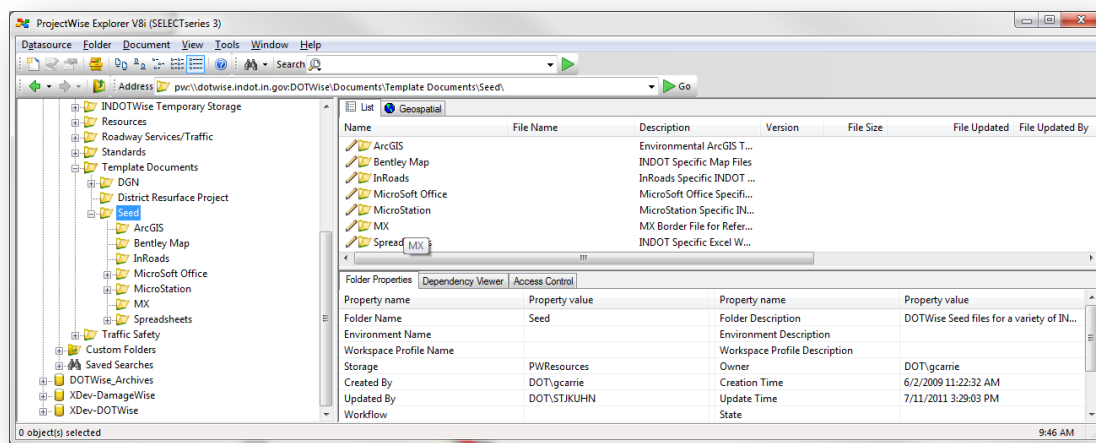 ProjectWise Explorer V8i (SELECTseries 3)
Datasource Folder Document View Tools Window Help
Search
Address pw:\\dotwise.indot.in.gov:DOTWise\Documents\Template Documents\Seed\ Go
INDOTWise Temporary Storage
Resources
Roadway Services/Traffic
Standards
Template Documents
DGN
District Resurface Project
Seed
ArcGIS
Bentley Map
InRoads
MicroSoft Office
MicroStation
MX
Spreadsheets
Traffic Safety
Custom Folders
Saved Searches
DOTWise_Archives
XDev-DamageWise
XDev-DOTWise
List Geospatial
Name File Name Description Version File Size File Updated File Updated By
ArcGIS Environmental ArcGIS T...
Bentley Map INDOT Specific Map Files
InRoads InRoads Specific INDOT ...
MicroSoft Office MicroSoft Office Specifi...
MicroStation MicroStation Specific IN...
MX MX Border File for Refer...
INDOT Specific Excel W...
MX
Folder Properties Dependency Viewer Access Control
Property name Property value Property name Property value
Folder Name Seed Folder Description DOTWise Seed files for a variety of IN...
Environment Name Environment Description
Workspace Profile Name Workspace Profile Description
Storage PWResources Owner DOT\gcarrie
Created By DOT\gcarrie Creation Time 6/2/2009 11:22:32 AM
Updated By DOT\STJKUHN Update Time 7/11/2011 3:29:03 PM
Workflow State
0 object(s) selected 9:46 AM